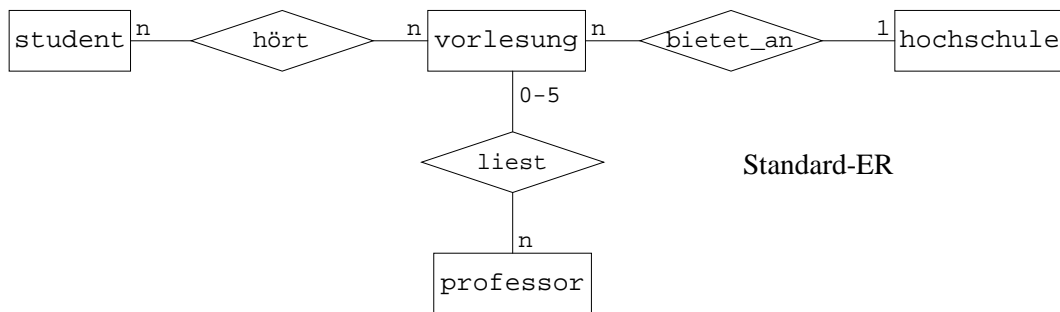 student n hört n vorlesung n bietet_an 1 hochschule
0-5
liest
Standard-ER
n
professor